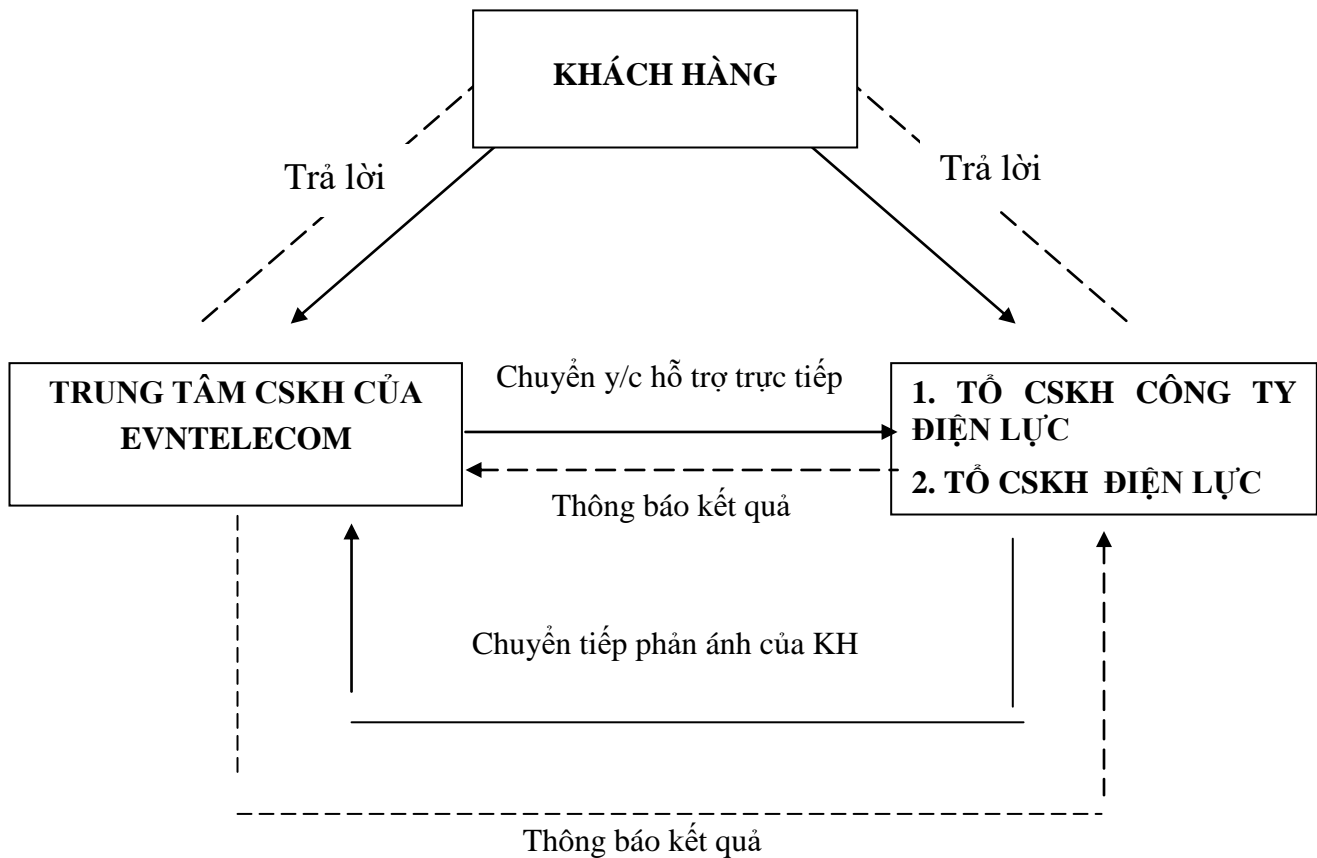 KHÁCH HÀNG
Trả lời
Trả lời
TRUNG TÂM CSKH CỦA
EVNTELECOM
Chuyển y/c hỗ trợ trực tiếp
1. TỔ CSKH CÔNG TY
ĐIỆN LỰC
2. TỔ CSKH ĐIỆN LỰC
Thông báo kết quả
Chuyển tiếp phản ánh của KH
Thông báo kết quả